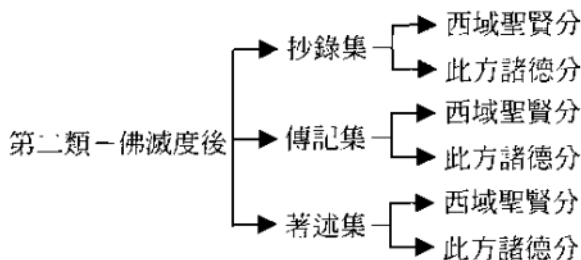 西域聖賢分
抄錄集
此方諸德分
西域聖賢分
第二類－佛滅度後
傳記集
此方諸德分
西域聖賢分
著述集
此方諸德分